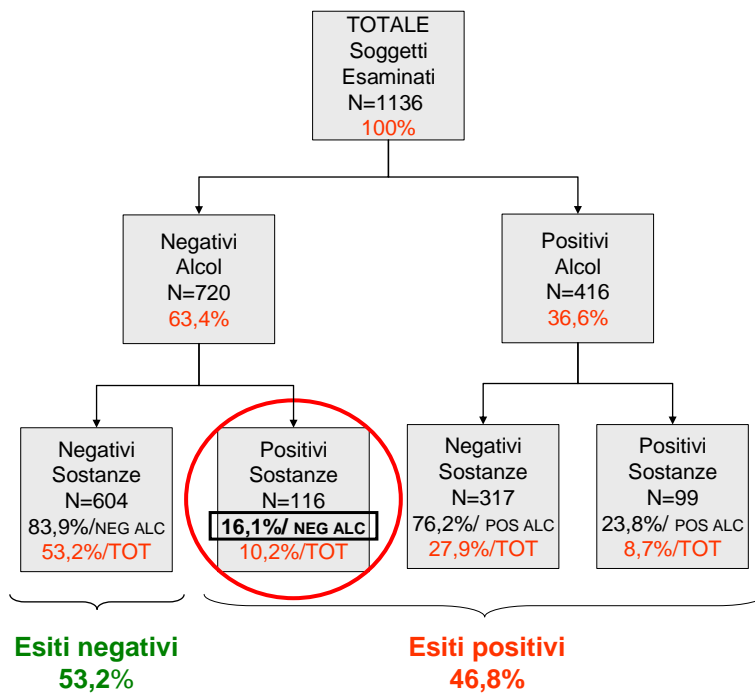 TOTALE
Soggetti
Esaminati
N=1136
100%
Negativi
Alcol
N=720
63,4%
Positivi
Alcol
N=416
36,6%
Negativi
Sostanze
N=604
83,9%/NEG ALC
53,2%/TOT
Positivi
Sostanze
N=116
16,1%/ NEG ALC
10,2%/TOT
Negativi
Sostanze
N=317
76,2%/ POS ALC
27,9%/TOT
Positivi
Sostanze
N=99
23,8%/ POS ALC
8,7%/TOT
Esiti negativi
53,2%
Esiti positivi
46,8%